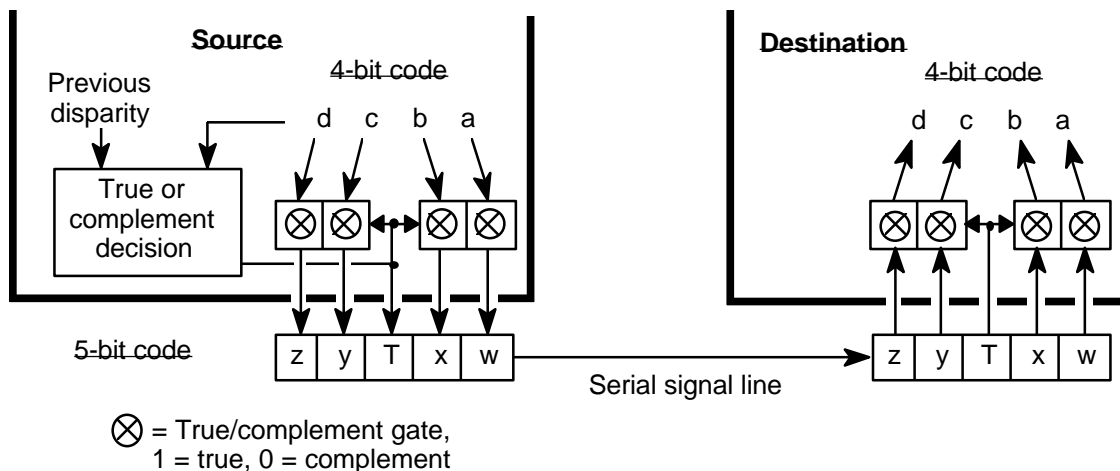 Source
Destination
4-bit code
4-bit code
Previous
disparity
d c b a
d c b a
True or
complement
decision
5-bit code
z y T x w
z y T x w
Serial signal line
= True/complement gate,
1 = true, 0 = complement